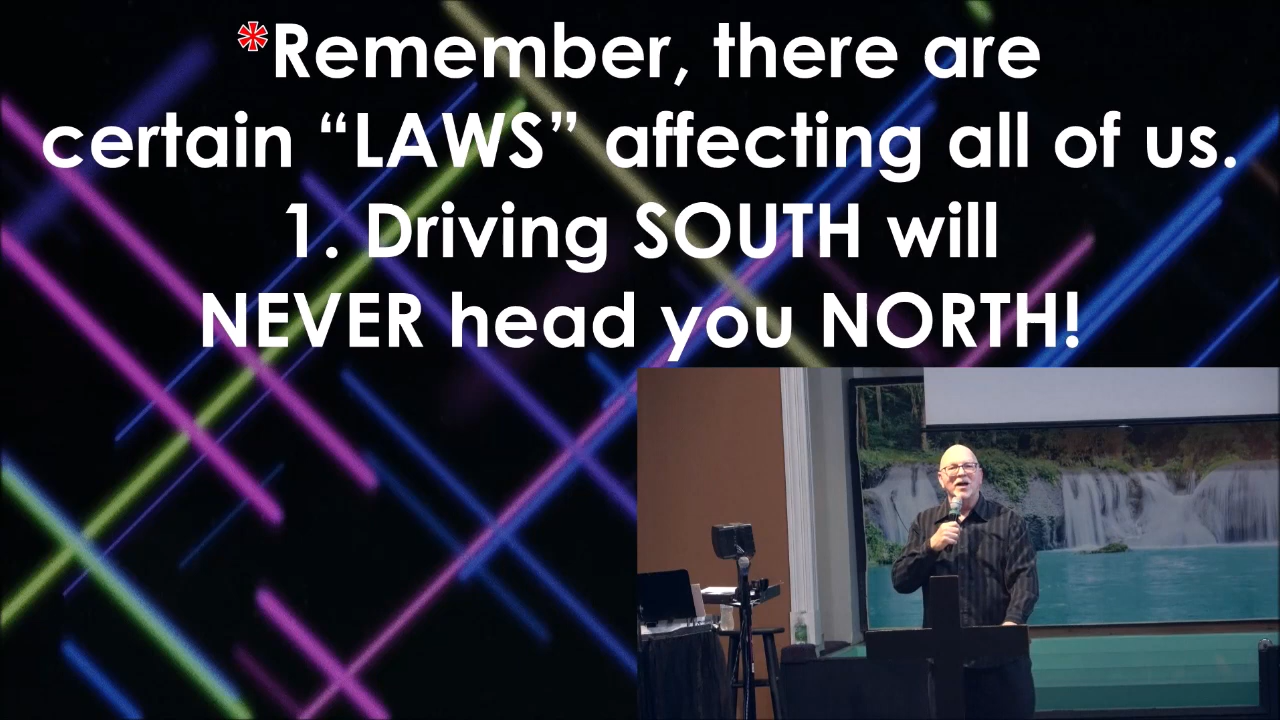 *Remember, there are
certain “LAWS” affecting all of us.
1. Driving SOUTH will
NEVER head you NORTH!